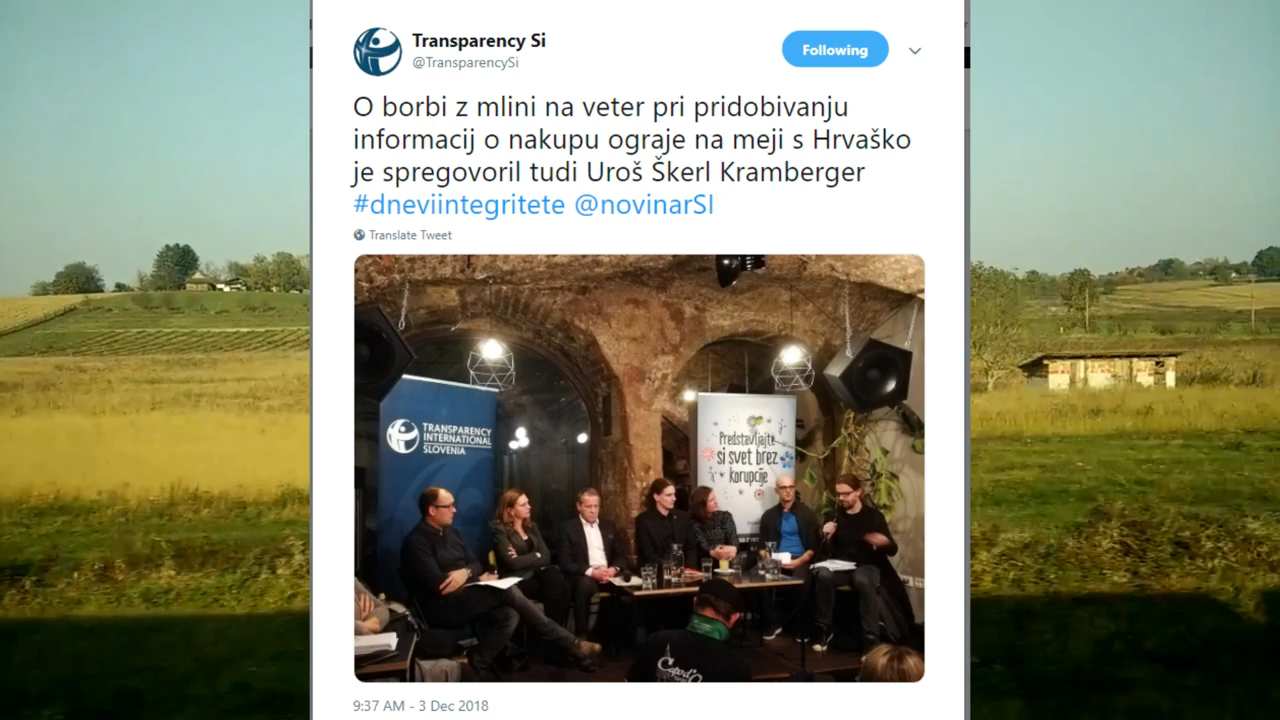 Transparency Si
@TransparencySi
Following
O borbi z mlini na veter pri pridobivanju
informacij o nakupu ograje na meji s Hrvaško
je spregovoril tudi Uroš Škerl Kramberger
#dneviintegritete @novinarSI
Translate Tweet
TRANSPARENCY
INTERNATIONAL
SLOVENIA
Predstavljajte
si svet brez
korupcije
9:37 AM - 3 Dec 2018